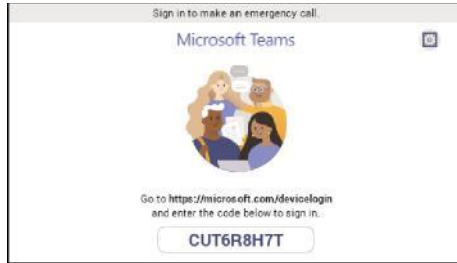 Sign in to make an emergency call.
Microsoft Teams
Go to https://microsoft.com/devicelogin
and enter the code below to sign in.
CUT6R8H7T